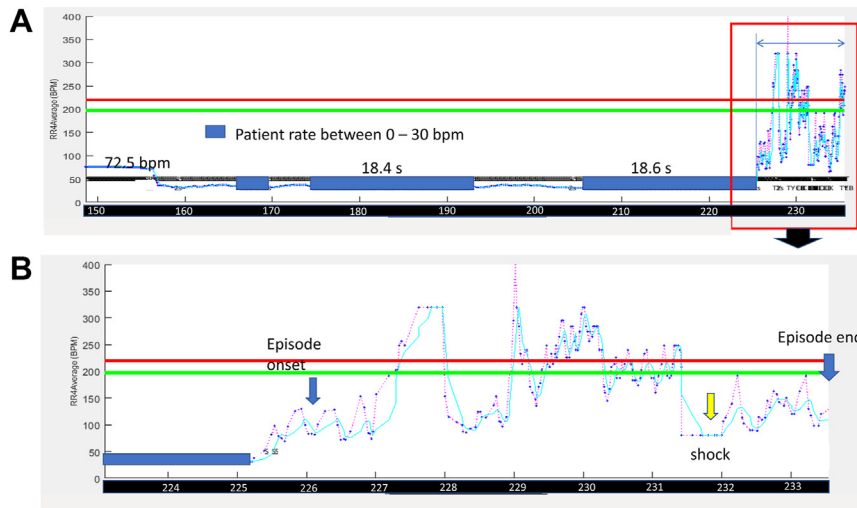 A
400
350
300
250
200
150
100
50
0
RR4Average (BPM)
Patient rate between 0 – 30 bpm
72.5 bpm
18.4 s
18.6 s
150 160 170 180 190 200 210 220 230
B
400
350
300
250
200
150
100
50
0
RR4Average (BPM)
Episode
onset
Episode end
shock
S SS
224 225 226 227 228 229 230 231 232 233